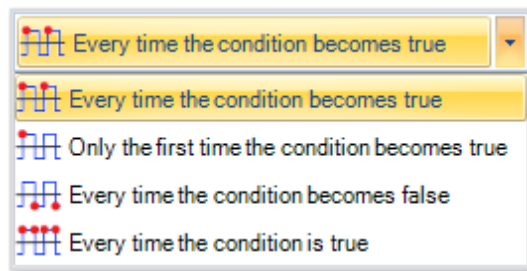 Every time the condition becomes true
Every time the condition becomes true
Only the first time the condition becomes true
Every time the condition becomes false
Every time the condition is true